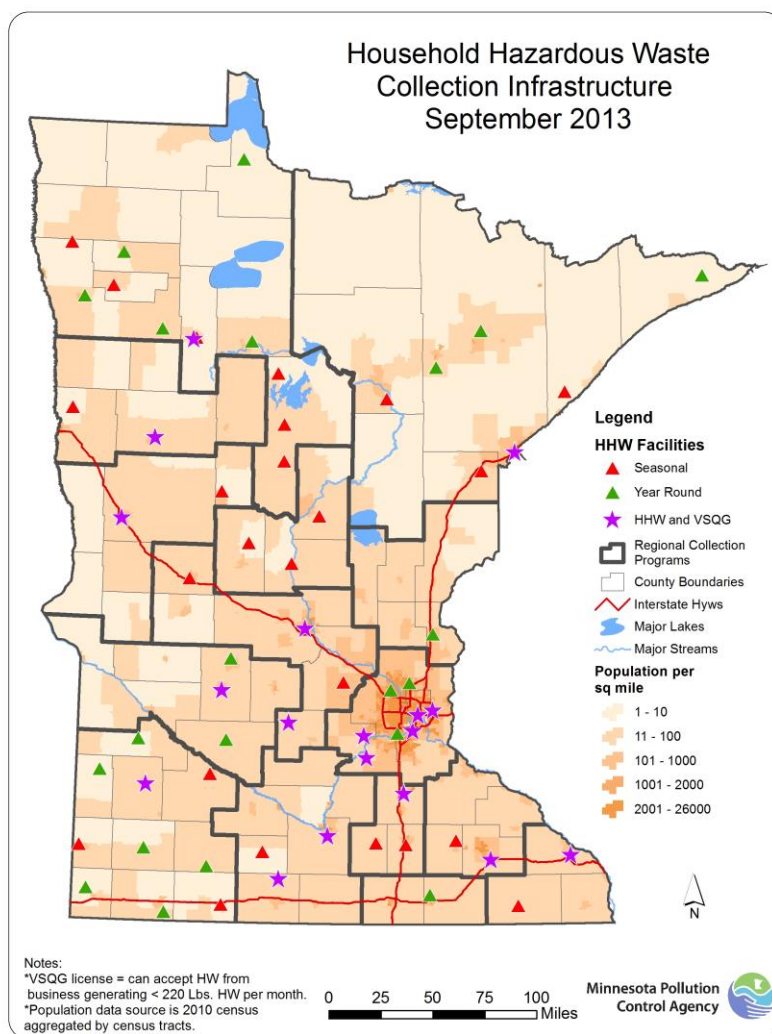 Household Hazardous Waste
Collection Infrastructure
September 2013
Legend
HHW Facilities
Seasonal
Year Round
HHW and VSQG
Regional Collection
Programs
County Boundaries
Interstate Hyws
Major Lakes
Major Streams
Population per
sq mile
1 - 10
11 - 100
101 - 1000
1001 - 2000
2001 - 26000
N
Notes:
*VSQG license = can accept HW from
business generating < 220 Lbs. HW per month.
*Population data source is 2010 census
aggregated by census tracts.
0 25 50 75 100
Miles
Minnesota Pollution
Control Agency